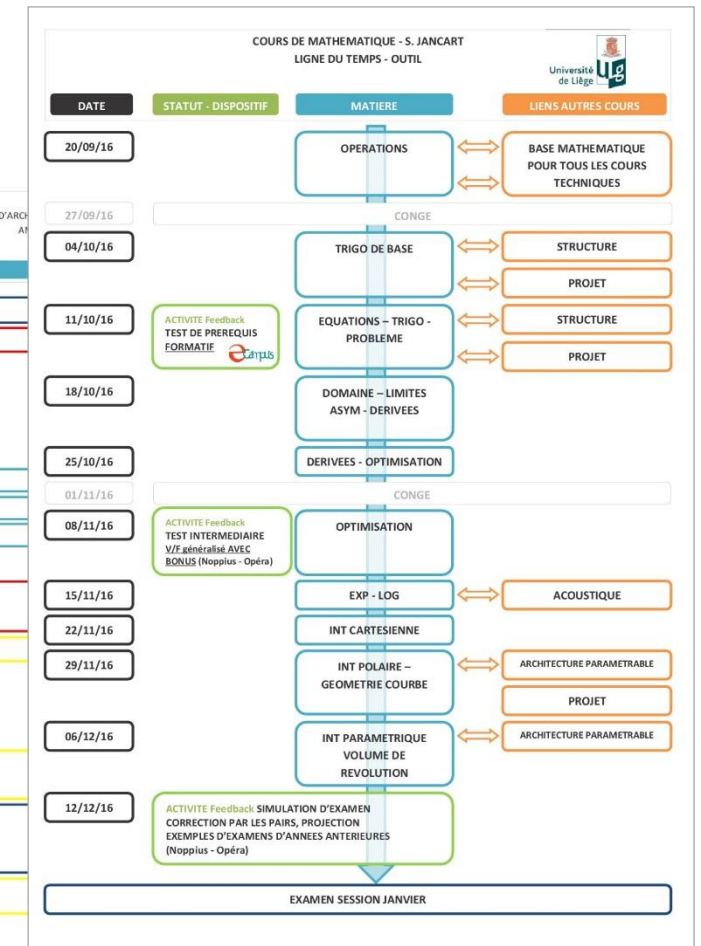 COURS DE MATHEMATIQUE - S. JANCART
LIGNE DU TEMPS - OUTIL
Université
de Liège
ULg
DATE
STATUT - DISPOSITIF
MATIERE
LIENS AUTRES COURS
20/09/16
OPERATIONS
BASE MATHEMATIQUE
POUR TOUS LES COURS
TECHNIQUES
27/09/16
CONGE
D'ARCH
04/10/16
TRIGO DE BASE
STRUCTURE
PROJET
11/10/16
ACTIVITE Feedback
TEST DE PREREQUIS
FORMATIF
eCampus
EQUATIONS – TRIGO -
PROBLEME
STRUCTURE
PROJET
18/10/16
DOMAINE – LIMITES
ASYM - DERIVEES
25/10/16
DERIVEES - OPTIMISATION
01/11/16
CONGE
08/11/16
ACTIVITE Feedback
TEST INTERMEDIAIRE
V/F généralisé AVEC
BONUS (Noppius - Opéra)
OPTIMISATION
15/11/16
EXP - LOG
ACOUSTIQUE
22/11/16
INT CARTESIENNE
29/11/16
INT POLAIRE –
GEOMETRIE COURBE
ARCHITECTURE PARAMETRABLE
PROJET
06/12/16
INT PARAMETRIQUE
VOLUME DE
REVOLUTION
ARCHITECTURE PARAMETRABLE
12/12/16
ACTIVITE Feedback SIMULATION D'EXAMEN
CORRECTION PAR LES PAIRS, PROJECTION
EXEMPLES D'EXAMENS D'ANNEES ANTERIEURES
(Noppius - Opéra)
EXAMEN SESSION JANVIER